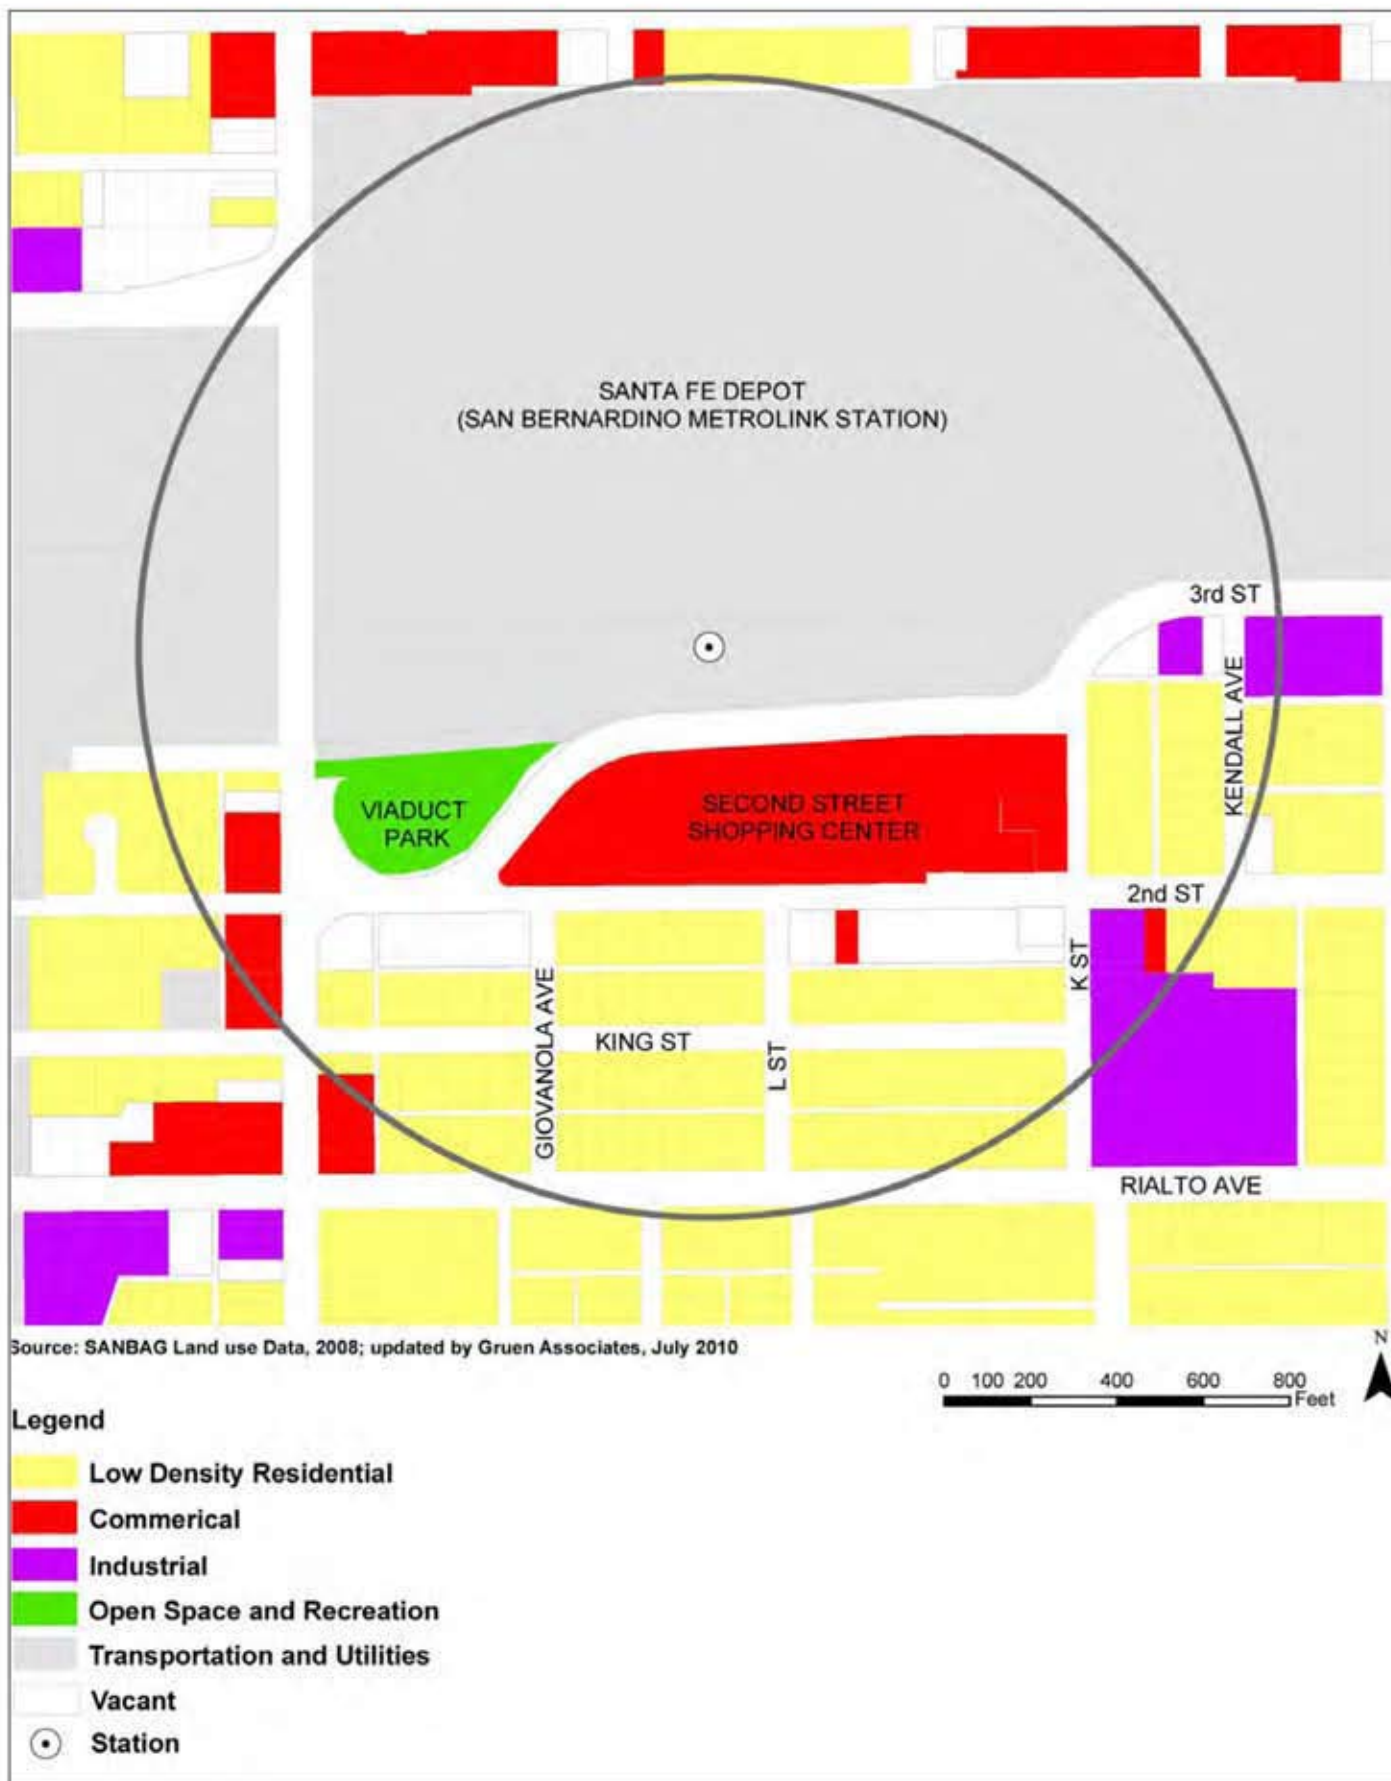 SANTA FE DEPOT
(SAN BERNARDINO METROLINK STATION)
3rd ST
KENDALL AVE
VIADUCT
PARK
SECOND STREET
SHOPPING CENTER
2nd ST
K ST
GIOVANOLA AVE
KING ST
L ST
RIALTO AVE
Source: SANBAG Land use Data, 2008; updated by Gruen Associates, July 2010
N
0 100 200 400 600 800
Feet
Legend
Low Density Residential
Commerical
Industrial
Open Space and Recreation
Transportation and Utilities
Vacant
Station